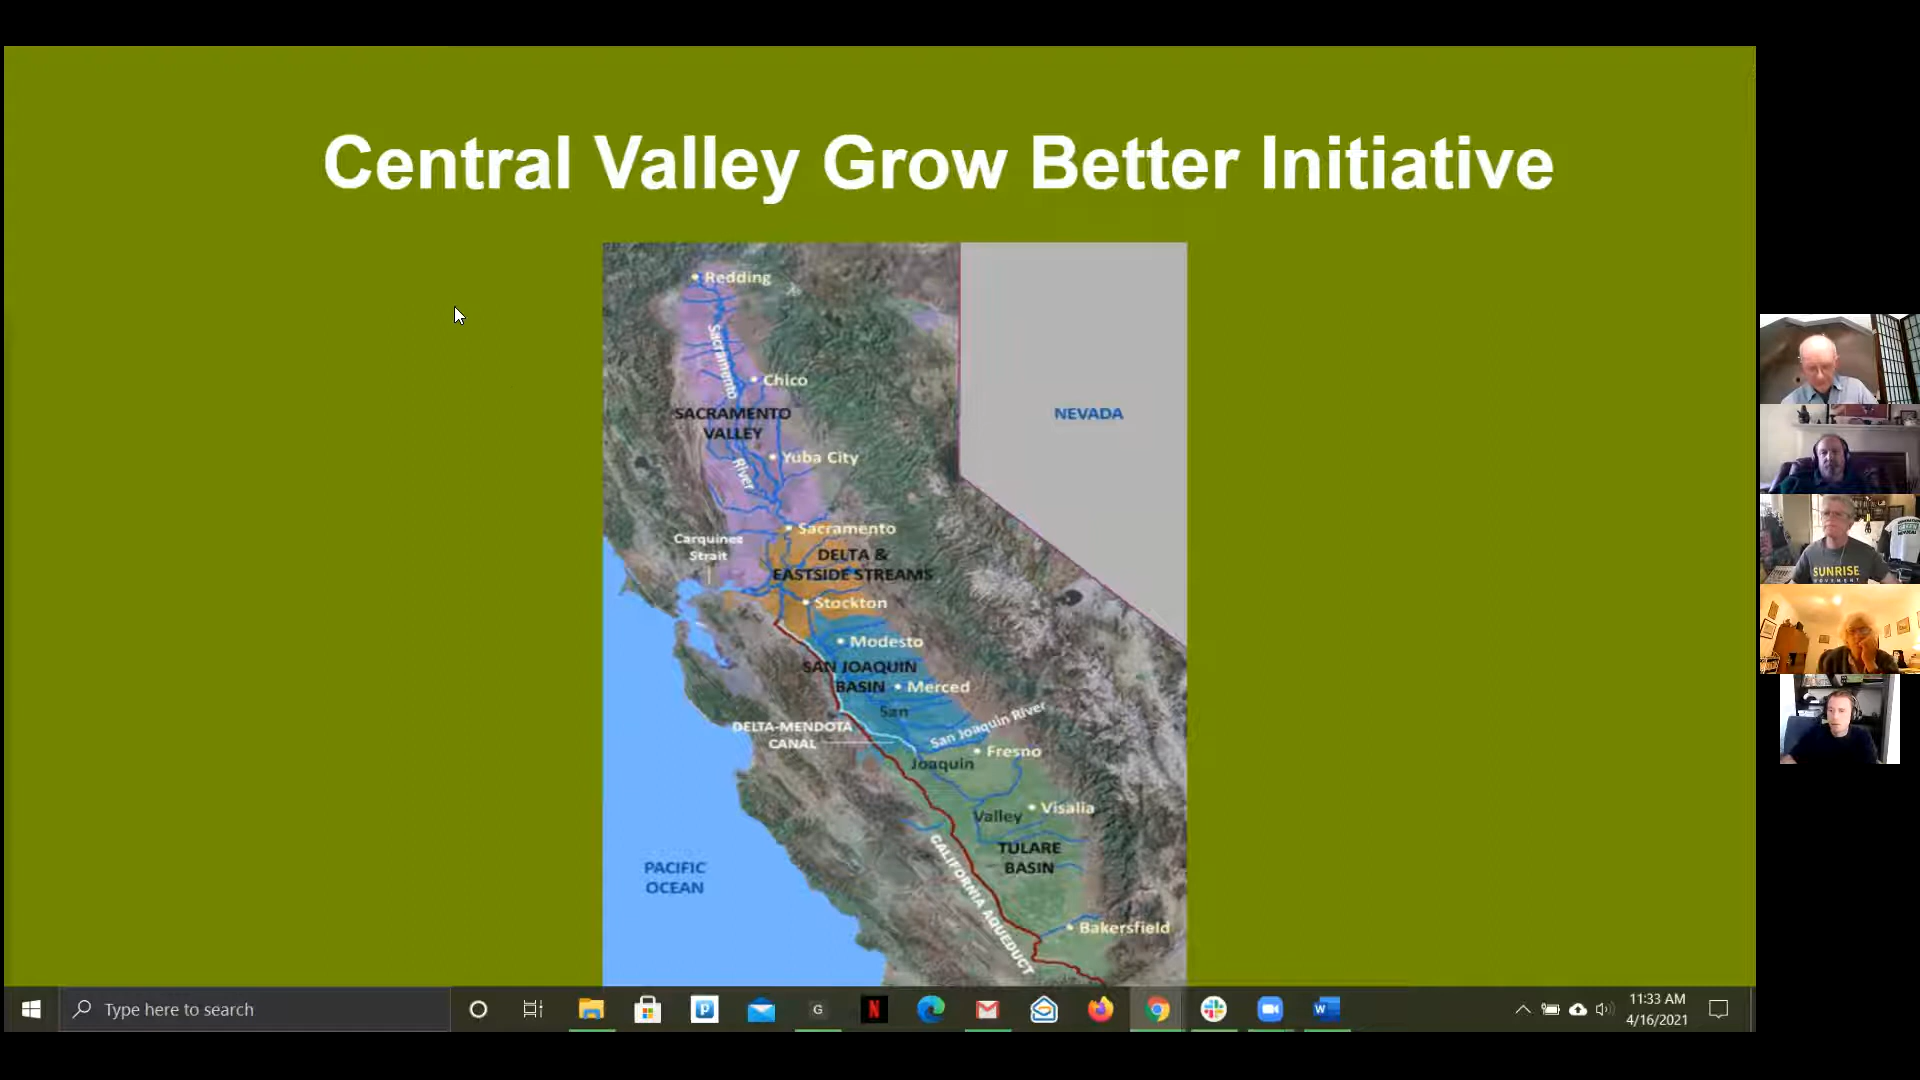 Central Valley Grow Better Initiative
Redding
Sacramento
River
Chico
SACRAMENTO
VALLEY
NEVADA
Yuba City
Sacramento
Carquinez
Strait
DELTA &
EASTSIDE STREAMS
Stockton
Modesto
SAN JOAQUIN
BASIN
Merced
San
Joaquin
Valley
San Joaquin River
DELTA-MENDOTA
CANAL
Fresno
Visalia
TULARE
BASIN
CALIFORNIA AQUEDUCT
PACIFIC
OCEAN
Bakersfield
SUNRISE
MOVEMENT
Type here to search
11:33 AM
4/16/2021